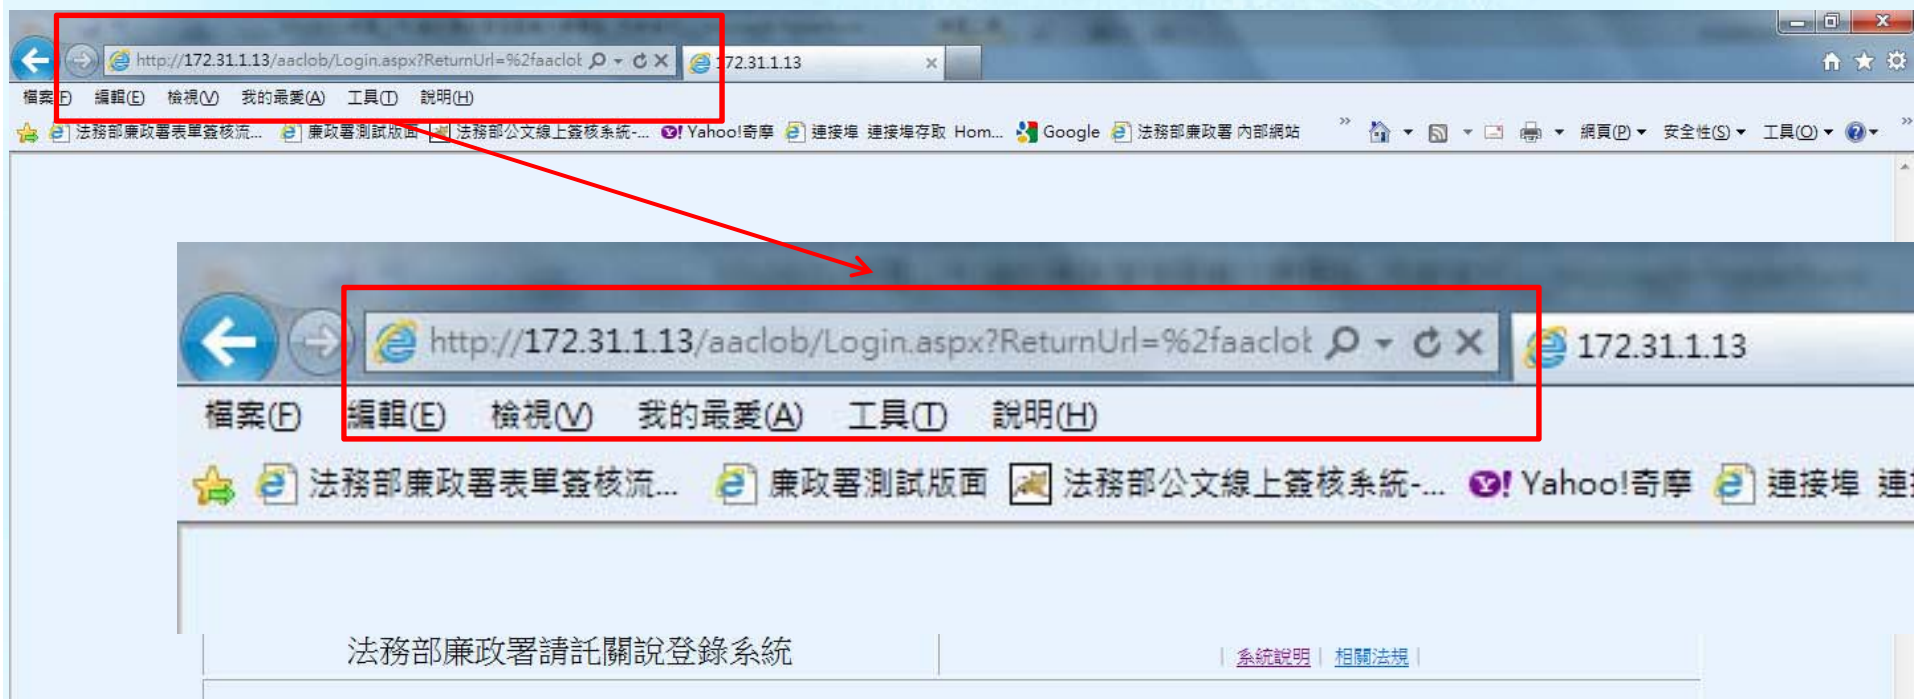 http://172.31.1.13/aaclob/Login.aspx?ReturnUrl=%2faaclob 172.31.1.13
檔案(F) 編輯(E) 檢視(V) 我的最愛(A) 工具(T) 說明(H)
法務部廉政署表單簽核流... 廉政署測試版面 法務部公文線上簽核系統-... Yahoo!奇摩 連接埠 連接埠存取 Hom... Google 法務部廉政署 內部網站 » 網頁(P) 安全性(S) 工具(O) »
http://172.31.1.13/aaclob/Login.aspx?ReturnUrl=%2faaclob 172.31.1.13
檔案(F) 編輯(E) 檢視(V) 我的最愛(A) 工具(T) 說明(H)
法務部廉政署表單簽核流... 廉政署測試版面 法務部公文線上簽核系統-... Yahoo!奇摩 連接埠
法務部廉政署請託關說登錄系統 | 系統說明 | 相關法規 |